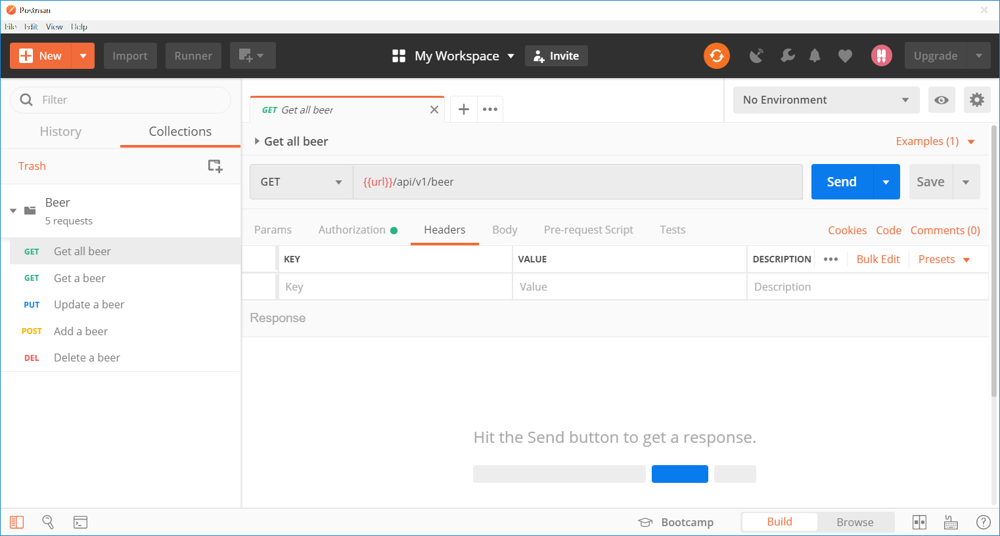 Postman
File Edit View Help
New Import Runner My Workspace Invite Upgrade
Filter
History Collections
Trash
Beer
5 requests
GET Get all beer
GET Get a beer
PUT Update a beer
POST Add a beer
DEL Delete a beer
GET Get all beer
No Environment
Get all beer
Examples (1)
GET {{url}}/api/v1/beer Send Save
Params Authorization Headers Body Pre-request Script Tests Cookies Code Comments (0)
KEY VALUE DESCRIPTION Bulk Edit Presets
Key Value Description
Response
Hit the Send button to get a response.
Bootcamp Build Browse